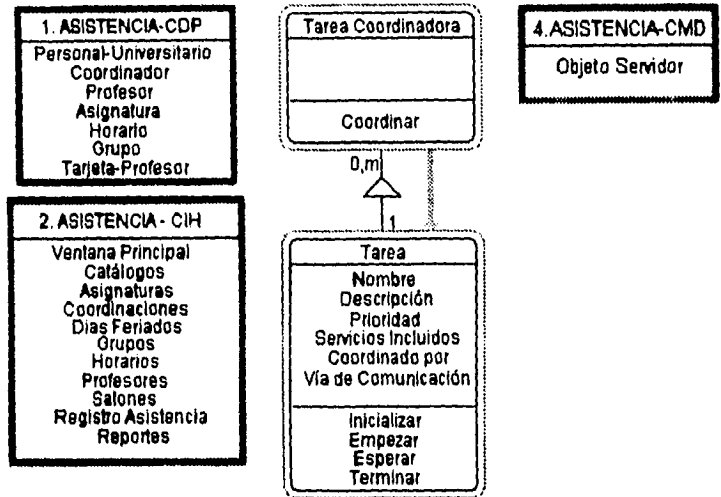 1. ASISTENCIA-CDP
Personal-Universitario
Coordinador
Profesor
Asignatura
Horario
Grupo
Tarjeta-Profesor
2. ASISTENCIA - CIH
Ventana Principal
Catálogos
Asignaturas
Coordinaciones
Dias Feriados
Grupos
Horarios
Profesores
Salones
Registro Asistencia
Reportes
Tarea Coordinadora
Coordinar
0,m
1
Tarea
Nombre
Descripción
Prioridad
Servicios Incluidos
Coordinado por
Vía de Comunicación
Inicializar
Empezar
Esperar
Terminar
4.ASISTENCIA-CMD
Objeto Servidor